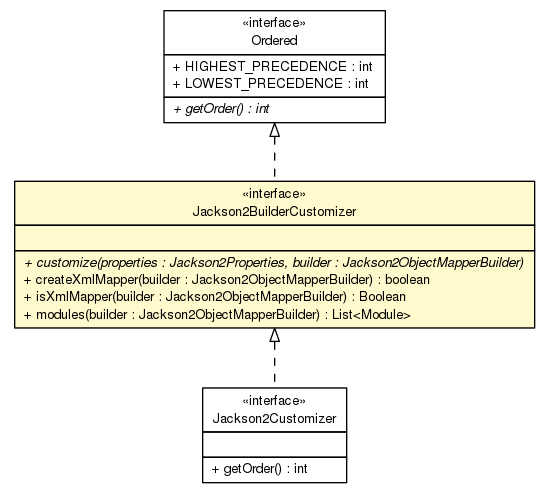 «interface»
Ordered
+ HIGHEST_PRECEDENCE : int
+ LOWEST_PRECEDENCE : int
+ getOrder() : int
«interface»
Jackson2BuilderCustomizer
+ customize(properties : Jackson2Properties, builder : Jackson2ObjectMapperBuilder)
+ createXmlMapper(builder : Jackson2ObjectMapperBuilder) : boolean
+ isXmlMapper(builder : Jackson2ObjectMapperBuilder) : Boolean
+ modules(builder : Jackson2ObjectMapperBuilder) : List<Module>
«interface»
Jackson2Customizer
+ getOrder() : int